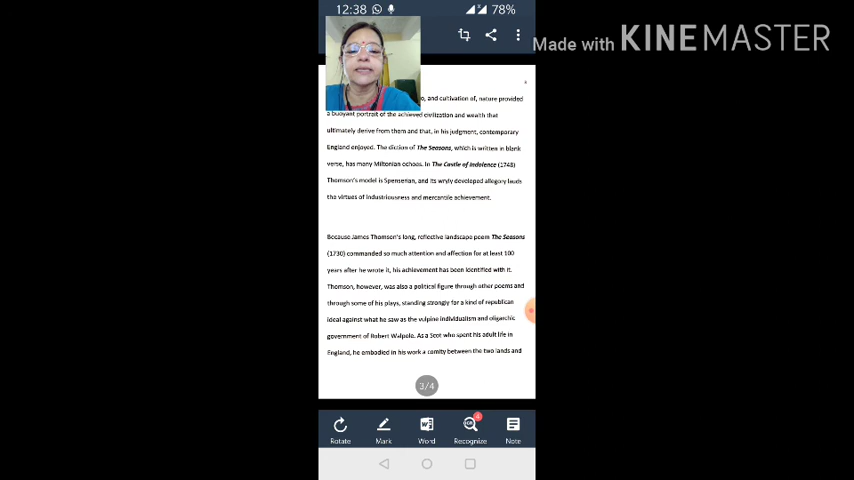 12:38
78%
Made with KINEMASTER
o, and cultivation of, nature provided
a buoyant portrait of the achieved civilization and wealth that
ultimately derive from them and that, in his judgment, contemporary
England enjoyed. The diction of The Seasons, which is written in blank
verse, has many Miltonian echoes. In The Castle of Indolence (1748)
Thomson's model is Spenserian, and its wryly developed allegory lauds
the virtues of industriousness and mercantile achievement.
Because James Thomson's long, reflective landscape poem The Seasons
(1730) commanded so much attention and affection for at least 100
years after he wrote it, his achievement has been identified with it.
Thomson, however, was also a political figure through other poems and
through some of his plays, standing strongly for a kind of republican
ideal against what he saw as the vulpine individualism and oligarchic
government of Robert Walpole. As a Scot who spent his adult life in
England, he embodied in his work a comity between the two lands and
3/4
4
Rotate Mark Word Recognize Note